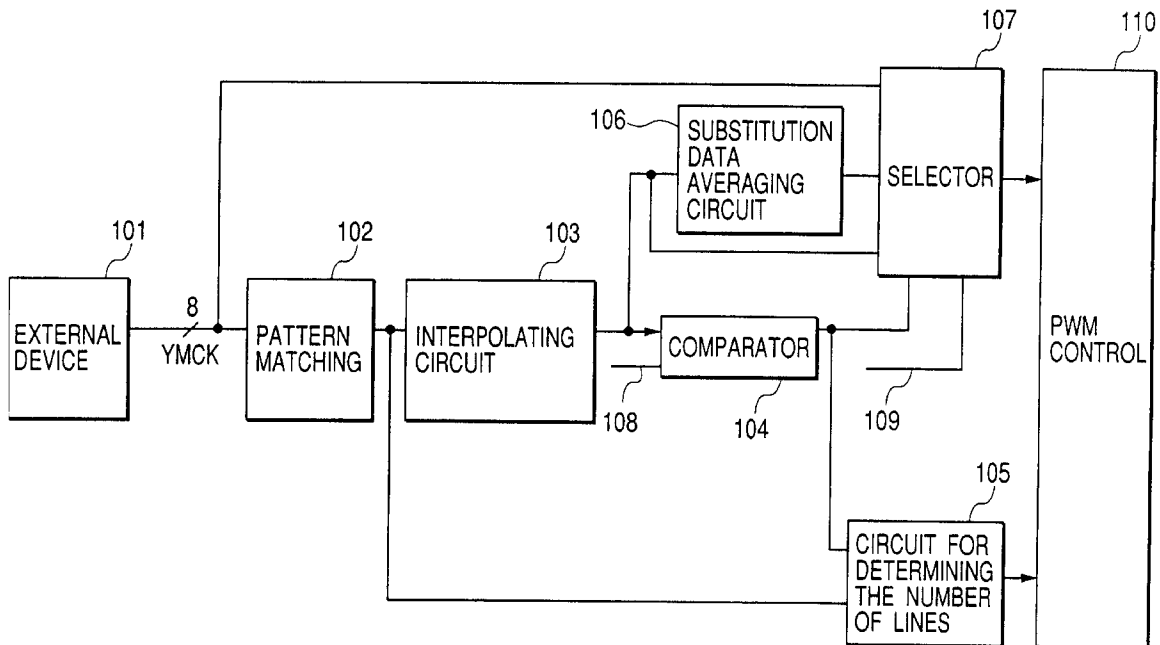 107
110
106
SUBSTITUTION
DATA
AVERAGING
CIRCUIT
SELECTOR
101
102
103
8
YMCK
EXTERNAL
DEVICE
PATTERN
MATCHING
INTERPOLATING
CIRCUIT
COMPARATOR
PWM
CONTROL
108
104
109
105
CIRCUIT FOR
DETERMINING
THE NUMBER
OF LINES